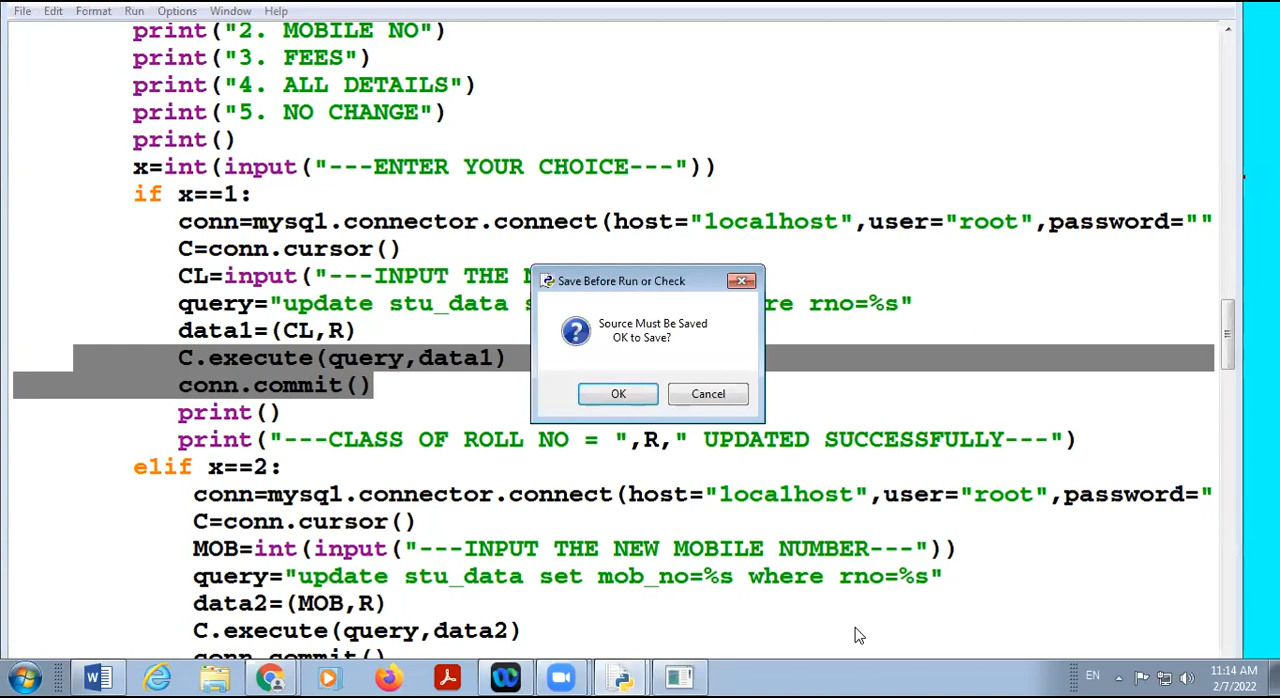 File Edit Format Run Options Window Help
print("2. MOBILE NO")
print("3. FEES")
print("4. ALL DETAILS")
print("5. NO CHANGE")
print()
x=int(input("---ENTER YOUR CHOICE---"))
if x==1:
conn=mysql.connector.connect(host="localhost",user="root",password=""
C=conn.cursor()
CL=input("---INPUT THE
query="update stu_data re rno=%s"
data1=(CL,R)
C.execute(query,data1)
conn.commit()
print()
print("---CLASS OF ROLL NO = ",R," UPDATED SUCCESSFULLY---")
elif x==2:
conn=mysql.connector.connect(host="localhost",user="root",password="
C=conn.cursor()
MOB=int(input("---INPUT THE NEW MOBILE NUMBER---"))
query="update stu_data set mob_no=%s where rno=%s"
data2=(MOB,R)
C.execute(query,data2)
conn.commit()
Save Before Run or Check
Source Must Be Saved
OK to Save?
OK Cancel
EN
11:14 AM
2/7/2022